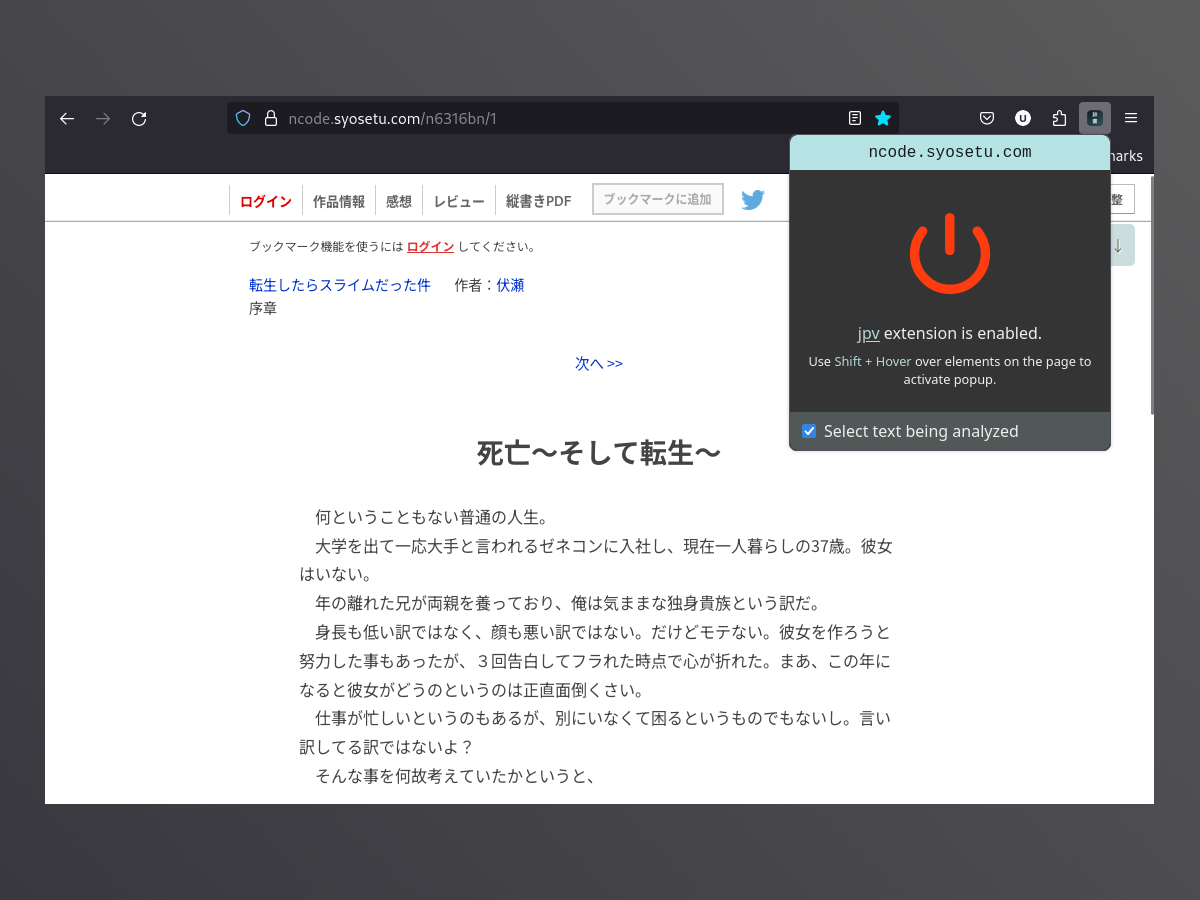 ncode.syosetu.com/n6316bn/1
U
ncode.syosetu.com
ログイン 作品情報 感想 レビュー 縦書きPDF ブックマークに追加
整
ブックマーク機能を使うには ログイン してください。
↓
転生したらスライムだった件 作者：伏瀬
序章
jpv extension is enabled.
Use Shift + Hover over elements on the page to
activate popup.
次へ >>
Select text being analyzed
死亡～そして転生～
何ということもない普通の人生。
大学を出て一応大手と言われるゼネコンに入社し、現在一人暮らしの37歳。彼女
はいない。
年の離れた兄が両親を養っており、俺は気ままな独身貴族という訳だ。
身長も低い訳ではなく、顔も悪い訳ではない。だけどモテない。彼女を作ろうと
努力した事もあったが、３回告白してフラれた時点で心が折れた。まあ、この年に
なると彼女がどうのというのは正直面倒くさい。
仕事が忙しいというのもあるが、別にいなくて困るというものでもないし。言い
訳してる訳ではないよ？
そんな事を何故考えていたかというと、